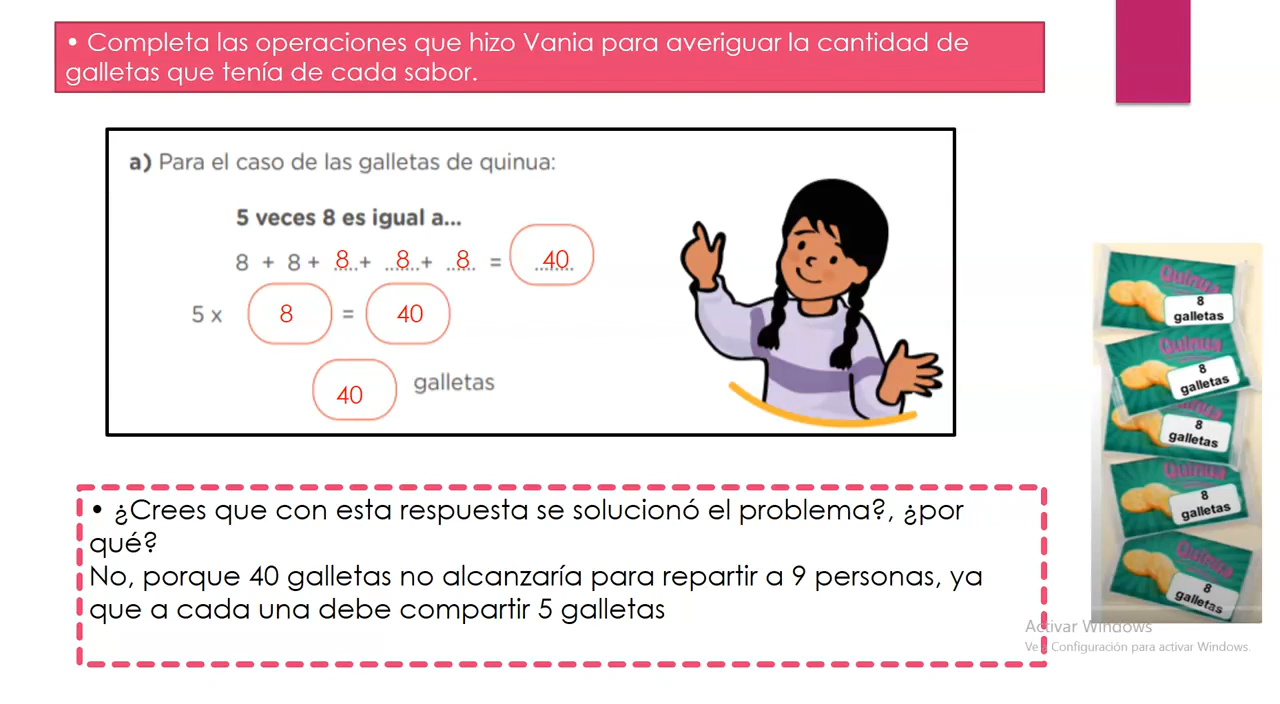 • Completa las operaciones que hizo Vania para averiguar la cantidad de
galletas que tenía de cada sabor.
a) Para el caso de las galletas de quinua:
5 veces 8 es igual a...
8 + 8 + 8 + 8 + 8 = 40
5 x 8 = 40
40 galletas
Quinua
8
galletas
Quinua
8
galletas
8
galletas
Quinua
8
galletas
Quinua
8
galletas
• ¿Crees que con esta respuesta se solucionó el problema?, ¿por
qué?
No, porque 40 galletas no alcanzaría para repartir a 9 personas, ya
que a cada una debe compartir 5 galletas
Activar Windows
Ve a Configuración para activar Windows.